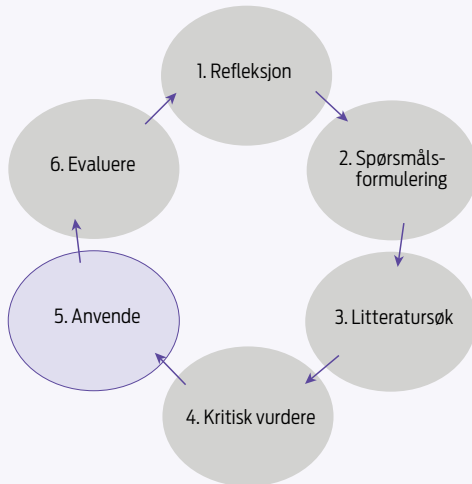 1. Refleksjon
2. Spørsmåls-
formulering
3. Litteratursøk
4. Kritisk vurdere
5. Anvende
6. Evaluere